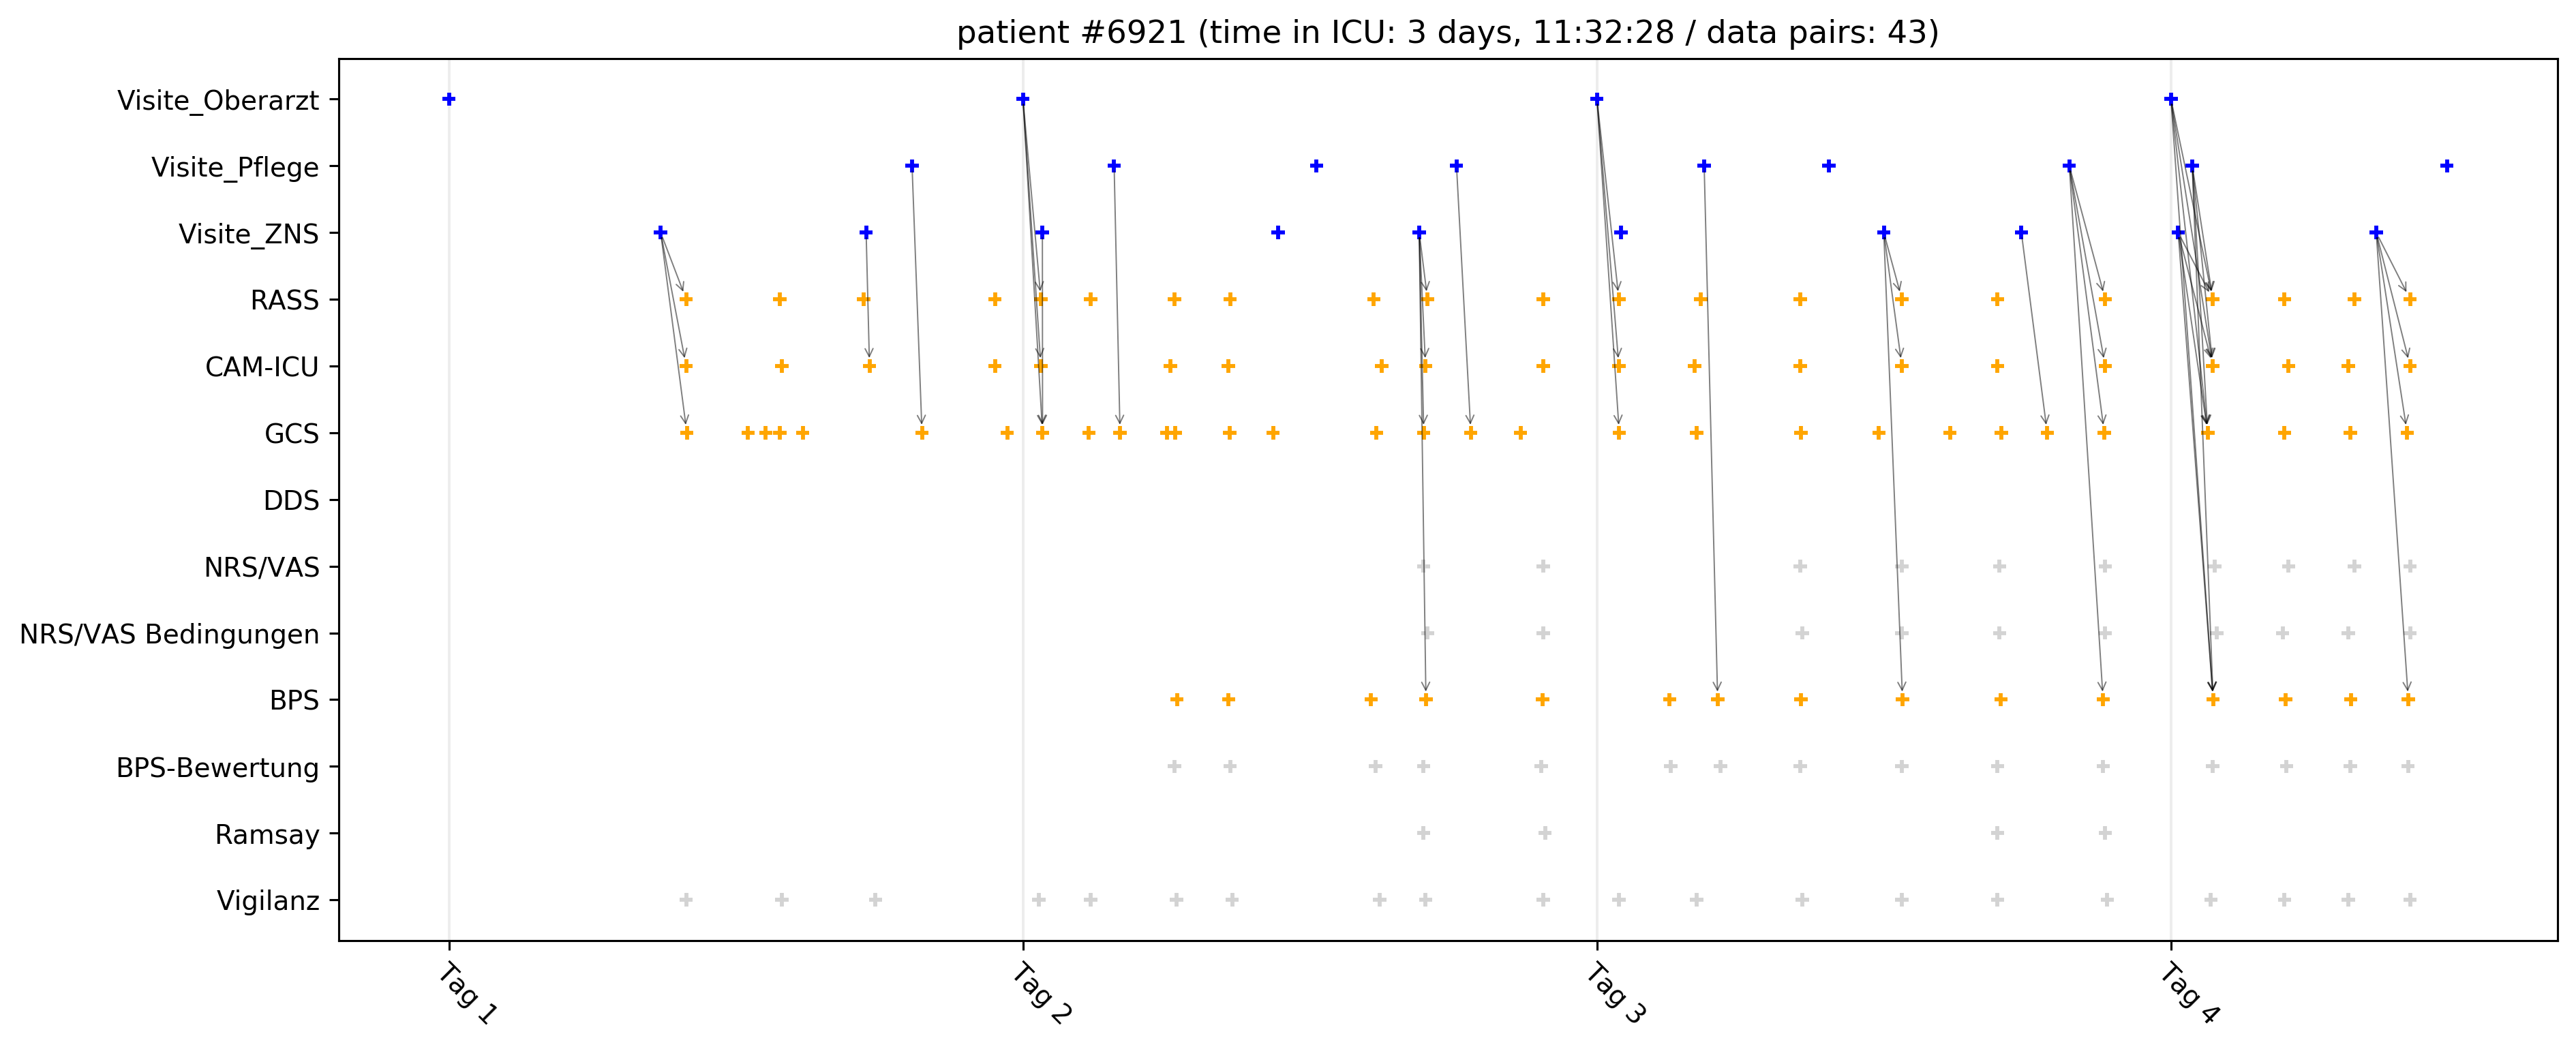 patient #6921 (time in ICU: 3 days, 11:32:28 / data pairs: 43)
Visite_Oberarzt
Visite_Pflege
Visite_ZNS
RASS
CAM-ICU
GCS
DDS
NRS/VAS
NRS/VAS Bedingungen
BPS
BPS-Bewertung
Ramsay
Vigilanz
Tag 1
Tag 2
Tag 3
Tag 4